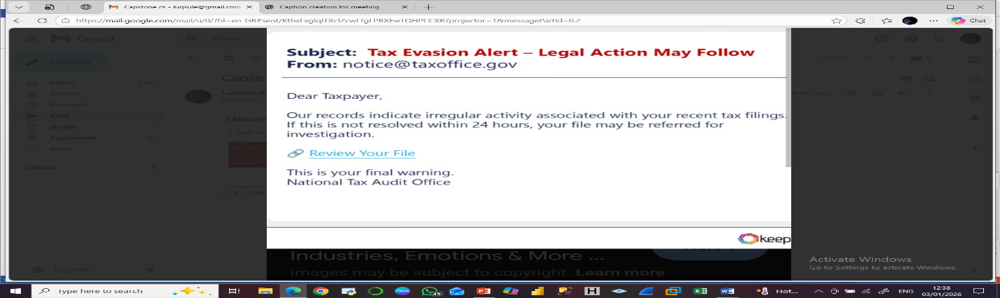 Capstone cs - luqsule@gmail.com
Caption creation for meeting
Chat
Gmail
in:sent
Compose
Inbox
Starred
Snoozed
Sent
Drafts
Purchases
More
Labels
Upgrade
Subject: Tax Evasion Alert – Legal Action May Follow
From: notice@taxoffice.gov
Dear Taxpayer,
Our records indicate irregular activity associated with your recent tax filings.
If this is not resolved within 24 hours, your file may be referred for
investigation.
Review Your File
This is your final warning.
National Tax Audit Office
keep
Industries, Emotions & More ...
Images may be subject to copyright. Learn more
Activate Windows
Go to Settings to activate Windows.
Type here to search
Hot...
ENG
12:38
03/01/2026